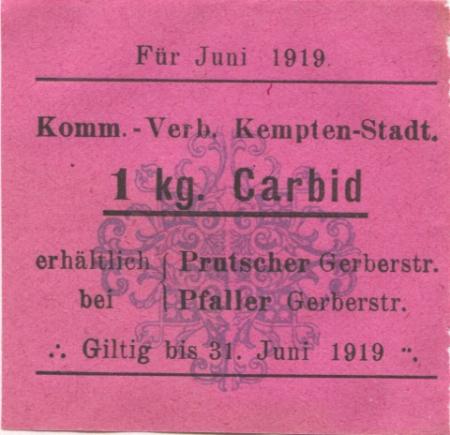 Für Juni 1919.
Komm.-Verb. Kempten-Stadt.
1 kg. Carbid
erhältlich { Prutscher Gerberstr.
bei Pfaller Gerberstr.
∴ Giltig bis 31. Juni 1919 ∵